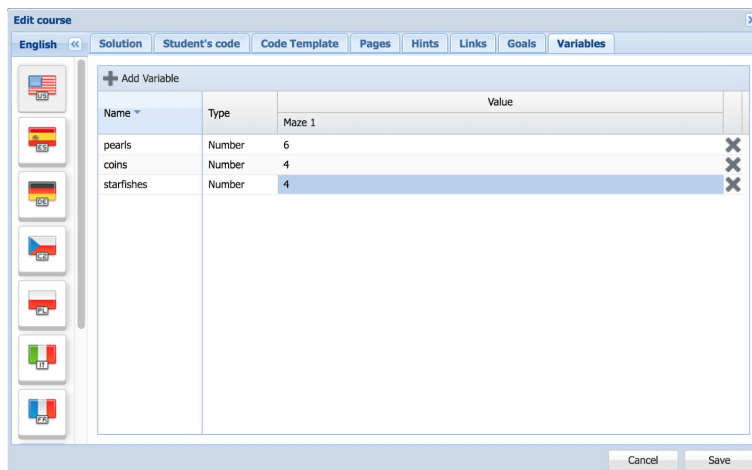 Edit course
English
Solution Student's code Code Template Pages Hints Links Goals Variables
US
ES
DE
CZ
PL
IT
FR
Add Variable
Name Type Value
Maze 1
pearls Number 6
coins Number 4
starfishes Number 4
Cancel Save